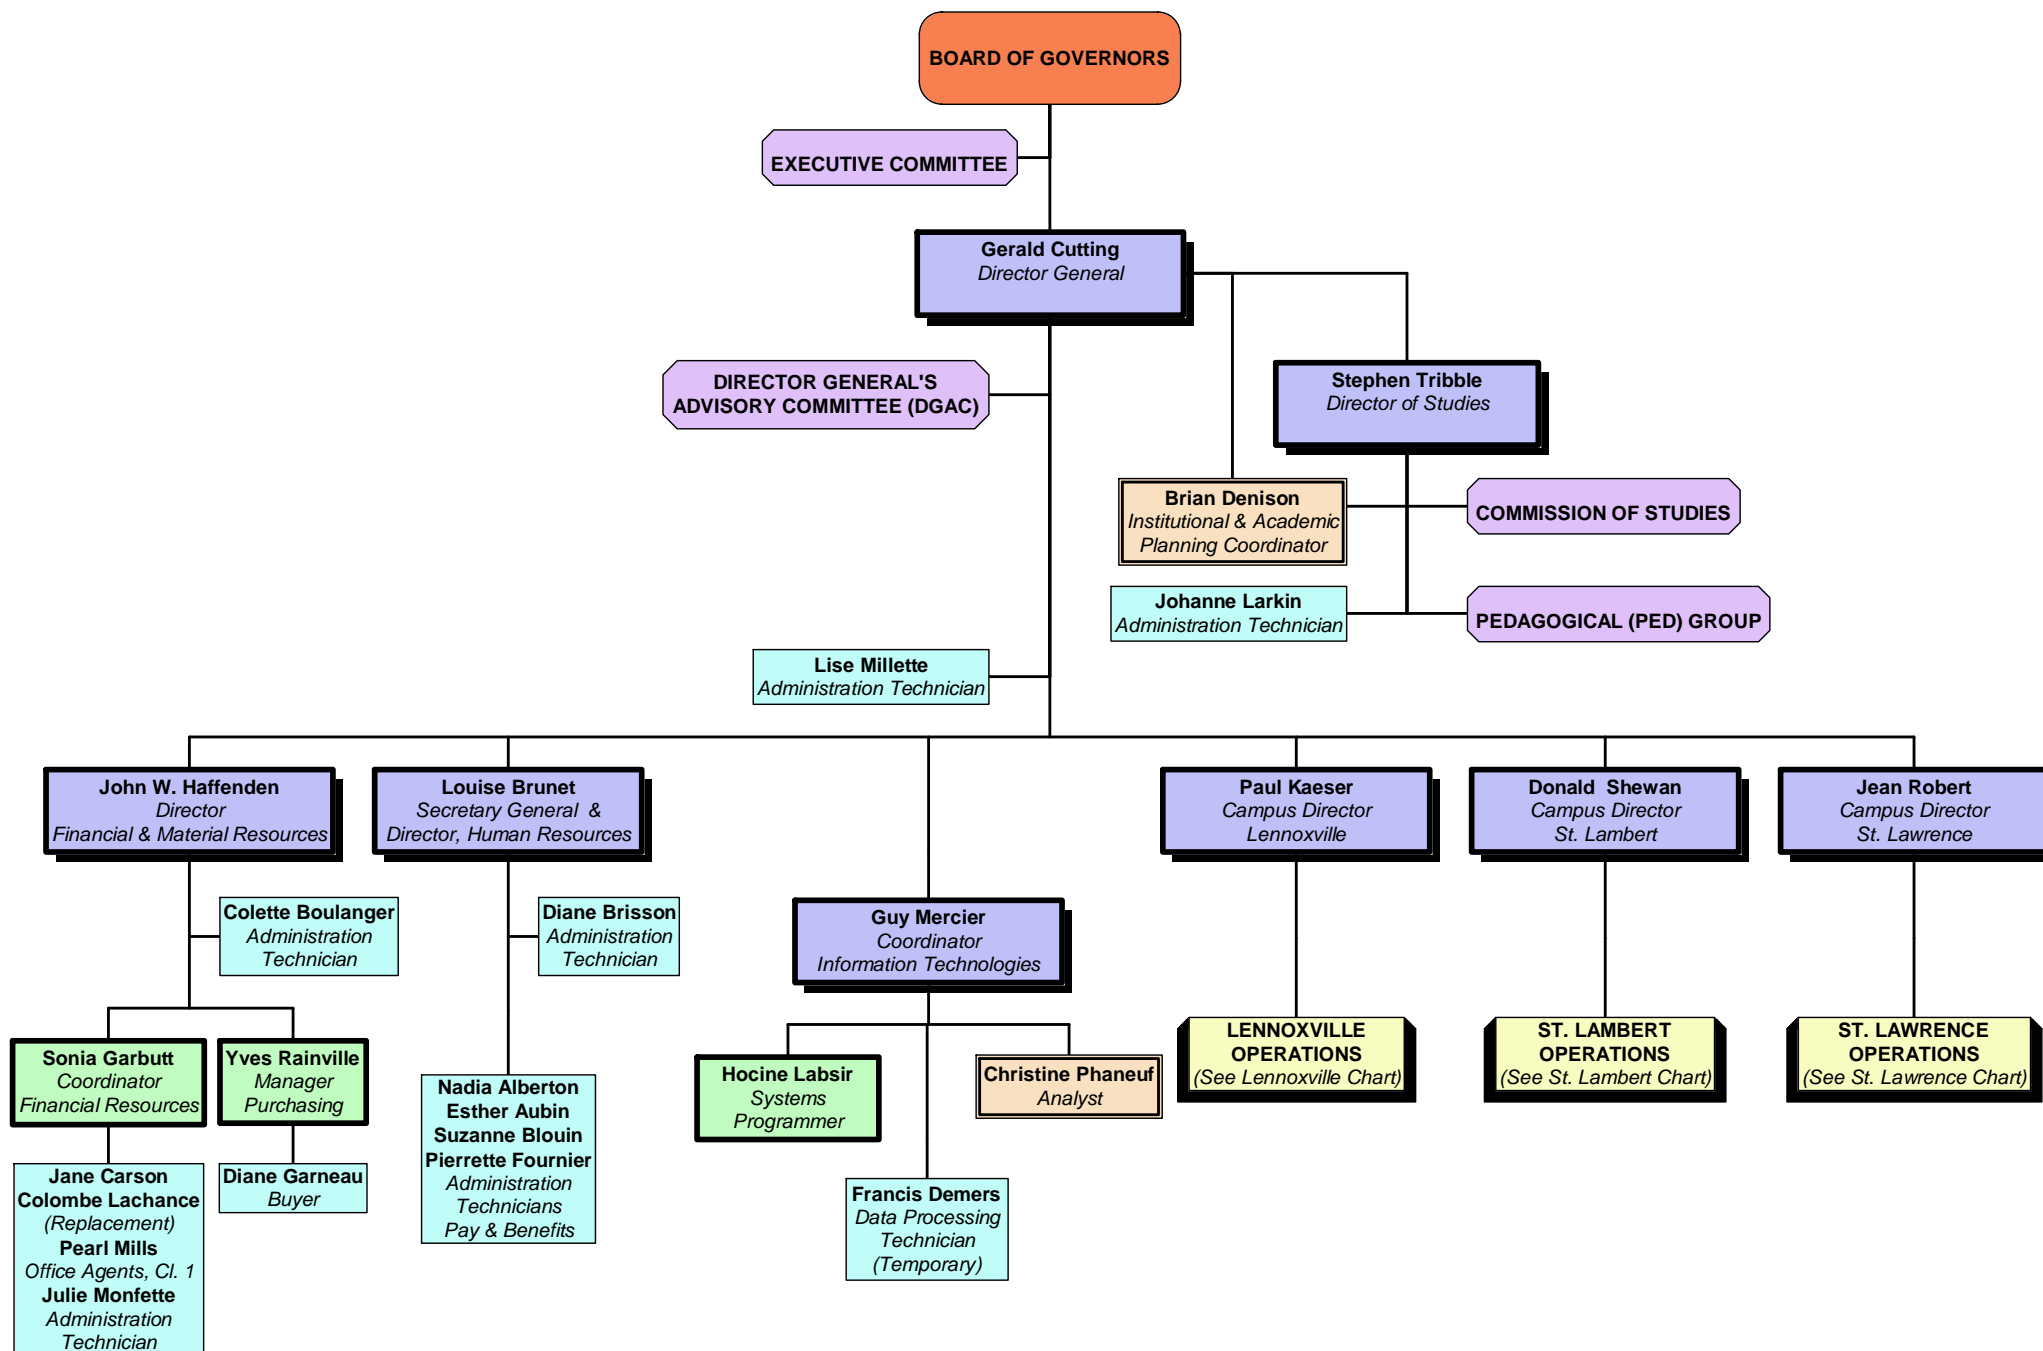 BOARD OF GOVERNORS
EXECUTIVE COMMITTEE
Gerald Cutting
Director General
DIRECTOR GENERAL'S
ADVISORY COMMITTEE (DGAC)
Stephen Tribble
Director of Studies
Brian Denison
Institutional & Academic
Planning Coordinator
COMMISSION OF STUDIES
Johanne Larkin
Administration Technician
PEDAGOGICAL (PED) GROUP
Lise Millette
Administration Technician
John W. Haffenden
Director
Financial & Material Resources
Louise Brunet
Secretary General &
Director, Human Resources
Paul Kaeser
Campus Director
Lennoxville
Donald Shewan
Campus Director
St. Lambert
Jean Robert
Campus Director
St. Lawrence
Colette Boulanger
Administration
Technician
Diane Brisson
Administration
Technician
Guy Mercier
Coordinator
Information Technologies
Sonia Garbutt
Coordinator
Financial Resources
Yves Rainville
Manager
Purchasing
Nadia Alberton
Esther Aubin
Suzanne Blouin
Pierrette Fournier
Administration
Technicians
Pay & Benefits
Hocine Labsir
Systems
Programmer
Christine Phaneuf
Analyst
LENNOXVILLE
OPERATIONS
(See Lennoxville Chart)
ST. LAMBERT
OPERATIONS
(See St. Lambert Chart)
ST. LAWRENCE
OPERATIONS
(See St. Lawrence Chart)
Jane Carson
Colombe Lachance
(Replacement)
Pearl Mills
Office Agents, Cl. 1
Julie Monfette
Administration
Technician
Diane Garneau
Buyer
Francis Demers
Data Processing
Technician
(Temporary)